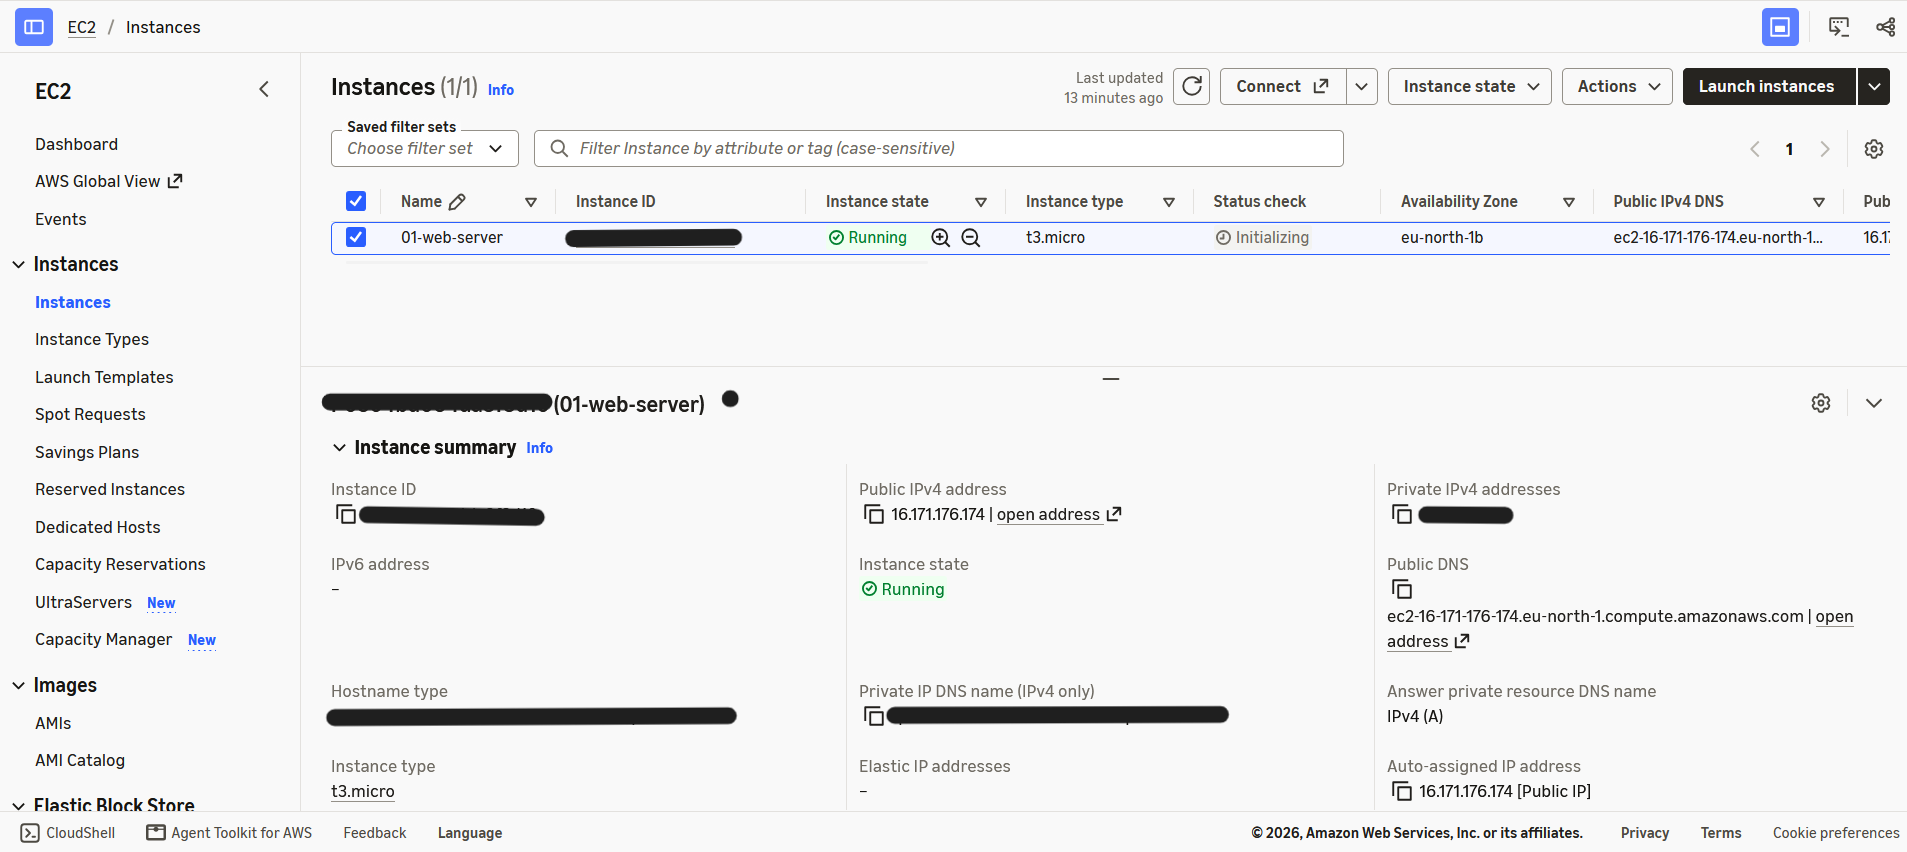 EC2 / Instances
EC2
Dashboard
AWS Global View
Events
Instances
Instances
Instance Types
Launch Templates
Spot Requests
Savings Plans
Reserved Instances
Dedicated Hosts
Capacity Reservations
UltraServers New
Capacity Manager New
Images
AMIs
AMI Catalog
Elastic Block Store
Instances (1/1) Info
Last updated
13 minutes ago
Connect
Instance state
Actions
Launch instances
Saved filter sets
Choose filter set
Filter Instance by attribute or tag (case-sensitive)
1
Name Instance ID Instance state Instance type Status check Availability Zone Public IPv4 DNS Pub
01-web-server Running t3.micro Initializing eu-north-1b ec2-16-171-176-174.eu-north-1... 16.17
(01-web-server)
Instance summary Info
Instance ID
Public IPv4 address
16.171.176.174 | open address
Private IPv4 addresses
IPv6 address
–
Instance state
Running
Public DNS
ec2-16-171-176-174.eu-north-1.compute.amazonaws.com | open
address
Hostname type
Private IP DNS name (IPv4 only)
Answer private resource DNS name
IPv4 (A)
Instance type
t3.micro
Elastic IP addresses
–
Auto-assigned IP address
16.171.176.174 [Public IP]
CloudShell Agent Toolkit for AWS Feedback Language © 2026, Amazon Web Services, Inc. or its affiliates. Privacy Terms Cookie preferences